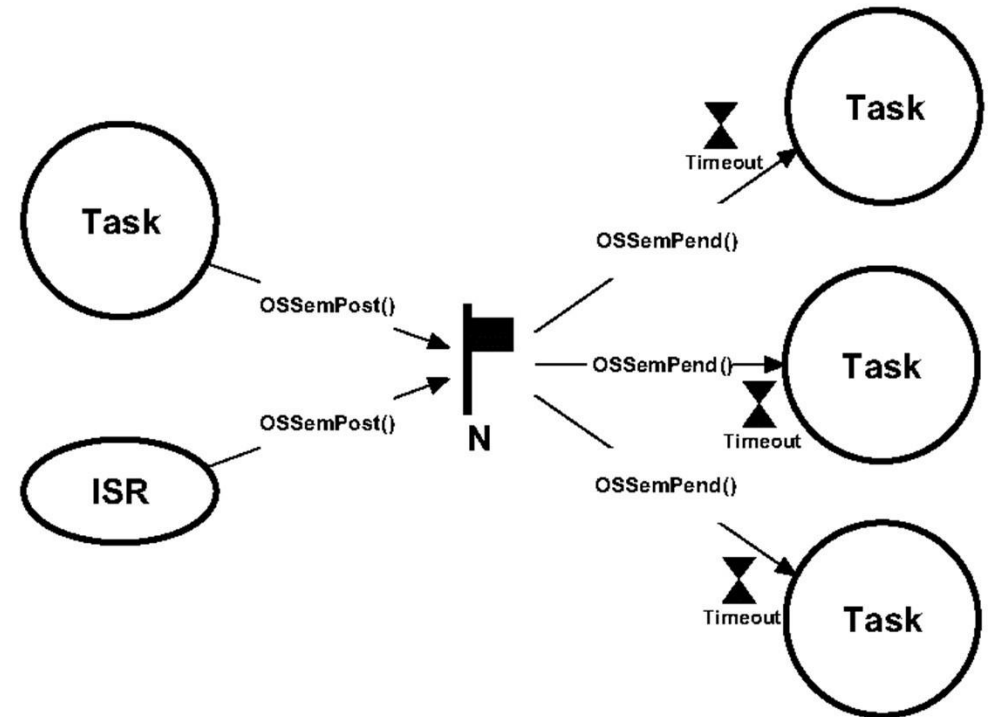 Task
Timeout
OSSemPend()
Task
OSSemPost()
OSSemPend()
Task
Timeout
OSSemPost()
N
OSSemPend()
ISR
Timeout
Task